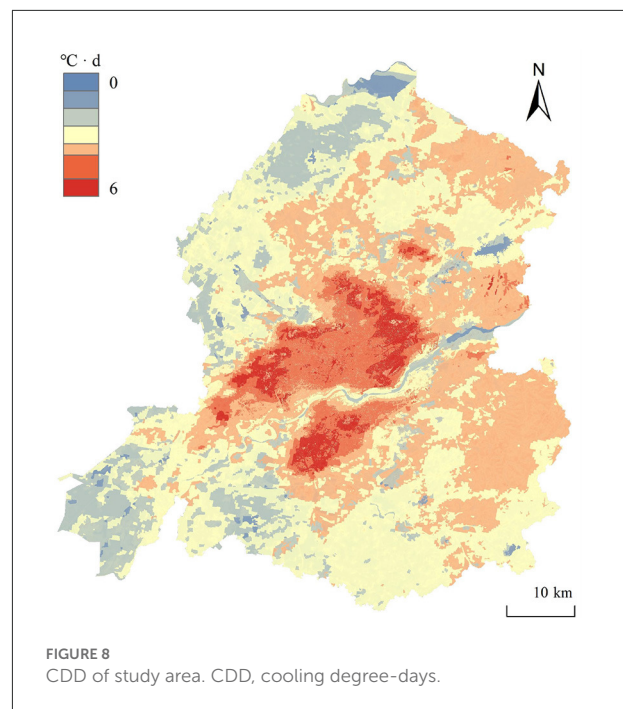 °C · d
0
6
N
10 km
FIGURE 8
CDD of study area. CDD, cooling degree-days.